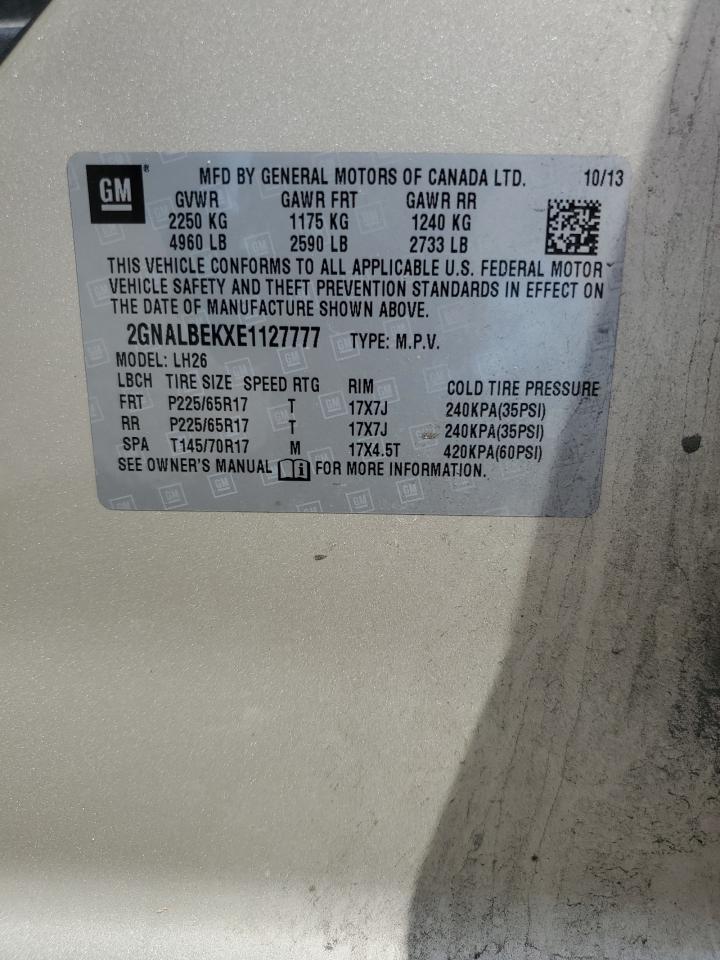 GM ® MFD BY GENERAL MOTORS OF CANADA LTD. 10/13
GVWR GAWR FRT GAWR RR
2250 KG 1175 KG 1240 KG
4960 LB 2590 LB 2733 LB
THIS VEHICLE CONFORMS TO ALL APPLICABLE U.S. FEDERAL MOTOR
VEHICLE SAFETY AND THEFT PREVENTION STANDARDS IN EFFECT ON
THE DATE OF MANUFACTURE SHOWN ABOVE.
2GNALBEKXE1127777 TYPE: M.P.V.
MODEL: LH26
LBCH TIRE SIZE SPEED RTG RIM COLD TIRE PRESSURE
FRT P225/65R17 T 17X7J 240KPA(35PSI)
RR P225/65R17 T 17X7J 240KPA(35PSI)
SPA T145/70R17 M 17X4.5T 420KPA(60PSI)
SEE OWNER'S MANUAL i FOR MORE INFORMATION.